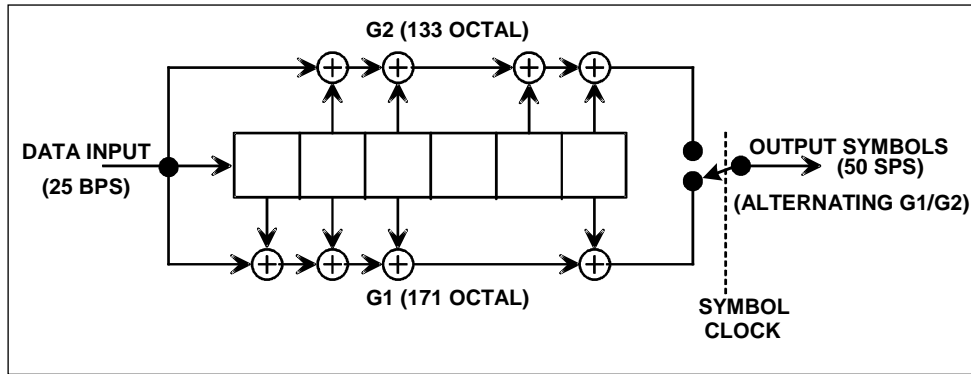 G2 (133 OCTAL)
DATA INPUT
(25 BPS)
OUTPUT SYMBOLS
(50 SPS)
(ALTERNATING G1/G2)
G1 (171 OCTAL)
SYMBOL
CLOCK